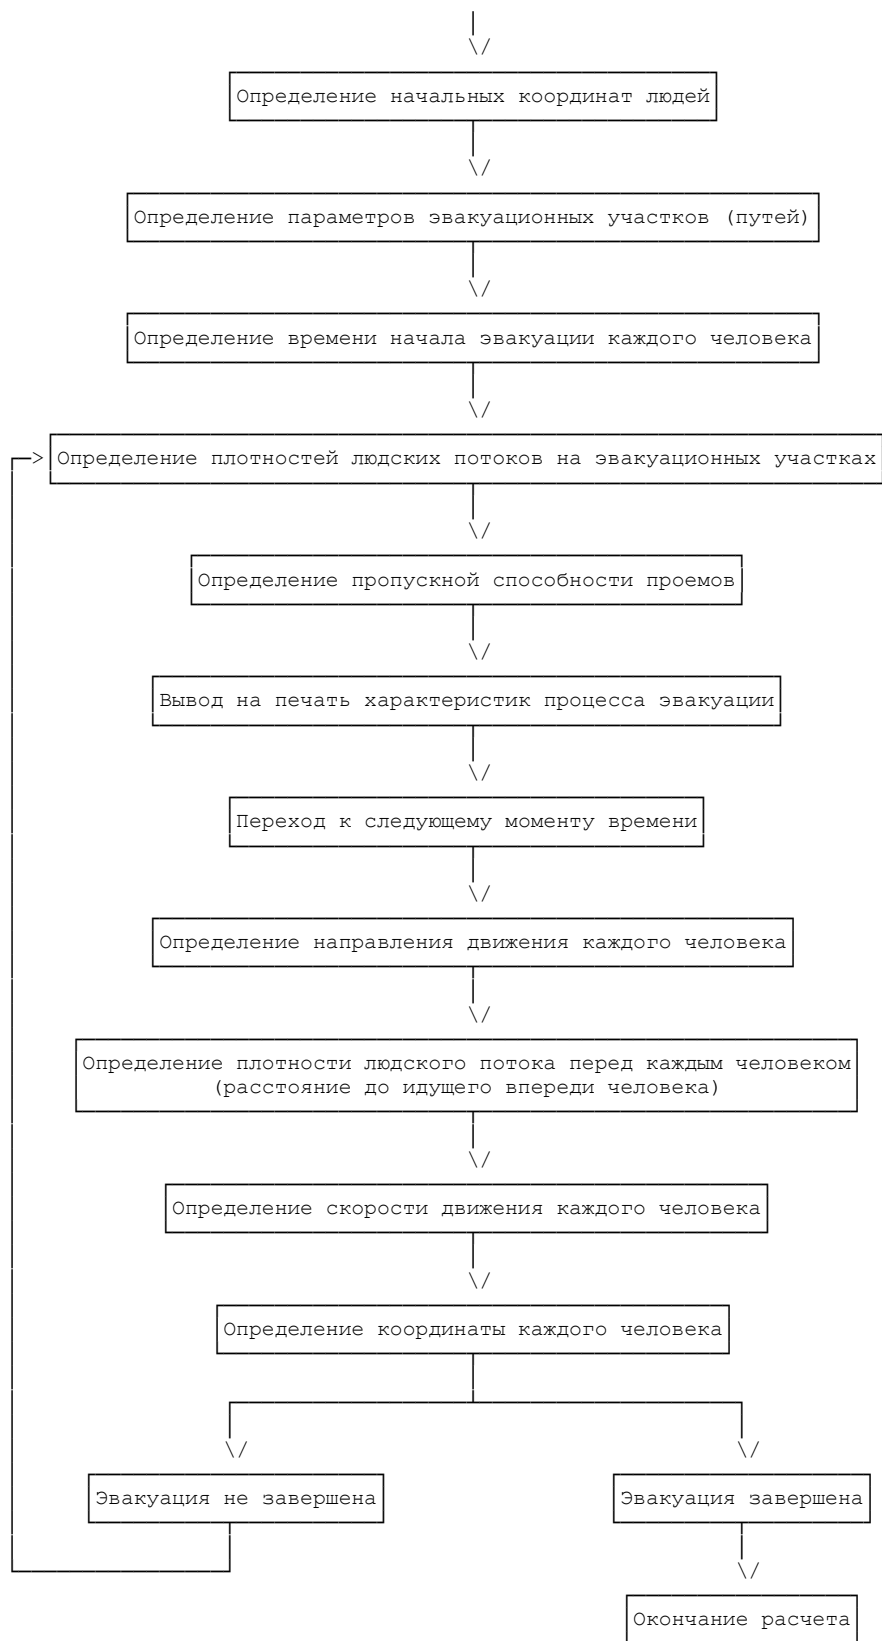 Определение начальных координат людей
Определение параметров эвакуационных участков (путей)
Определение времени начала эвакуации каждого человека
Определение плотностей людских потоков на эвакуационных участках
Определение пропускной способности проемов
Вывод на печать характеристик процесса эвакуации
Переход к следующему моменту времени
Определение направления движения каждого человека
Определение плотности людского потока перед каждым человеком
(расстояние до идущего впереди человека)
Определение скорости движения каждого человека
Определение координаты каждого человека
Эвакуация не завершена
Эвакуация завершена
Окончание расчета